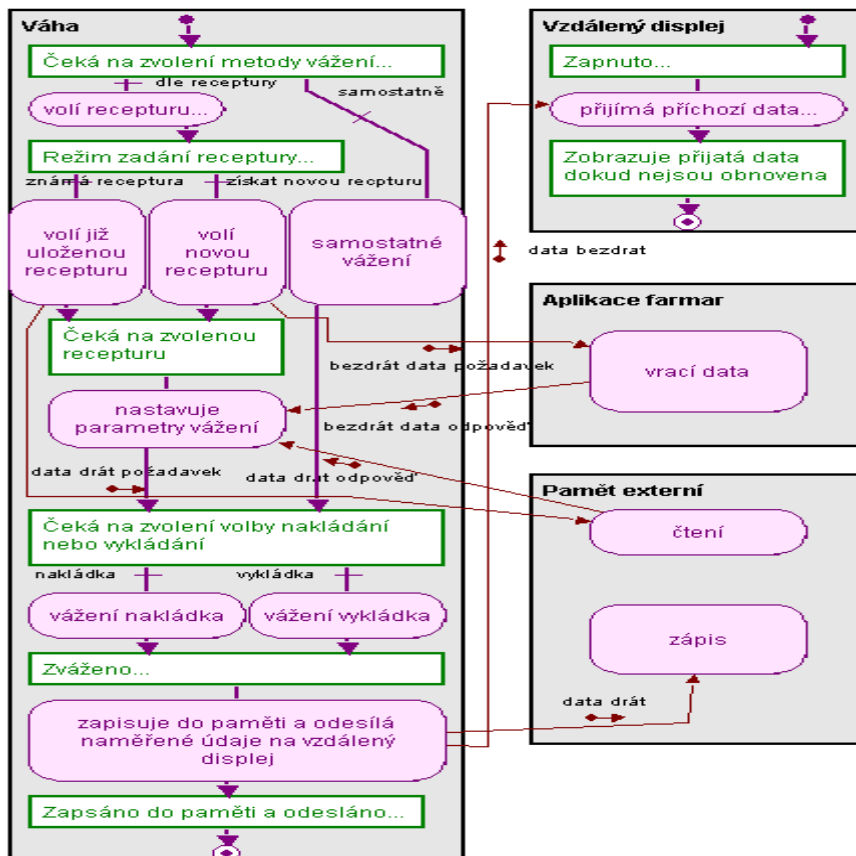 Váha
Čeká na zvolení metody vážení...
dle receptury
samostatně
volí recepturu...
Režim zadání receptury...
známá receptura
získat novou recpturu
volí již
uloženou
recepturu
volí
novou
recepturu
samostatné
vážení
Čeká na zvolenou
recepturu
nastavuje
parametry vážení
data drát požadavek
data drat odpověď
Čeká na zvolení volby nakládání
nebo vykládání
nakládka
vykládka
vážení nakládka
vážení vykládka
Zváženo...
zapisuje do paměti a odesílá
naměřené údaje na vzdálený
displej
Zapsáno do paměti a odesláno...
Vzdálený displej
Zapnuto...
přijímá příchozí data...
Zobrazuje přijatá data
dokud nejsou obnovena
data bezdrat
Aplikace farmar
vrací data
bezdrát data požadavek
bezdrát data odpověď
Pamět externí
čtení
zápis
data drát